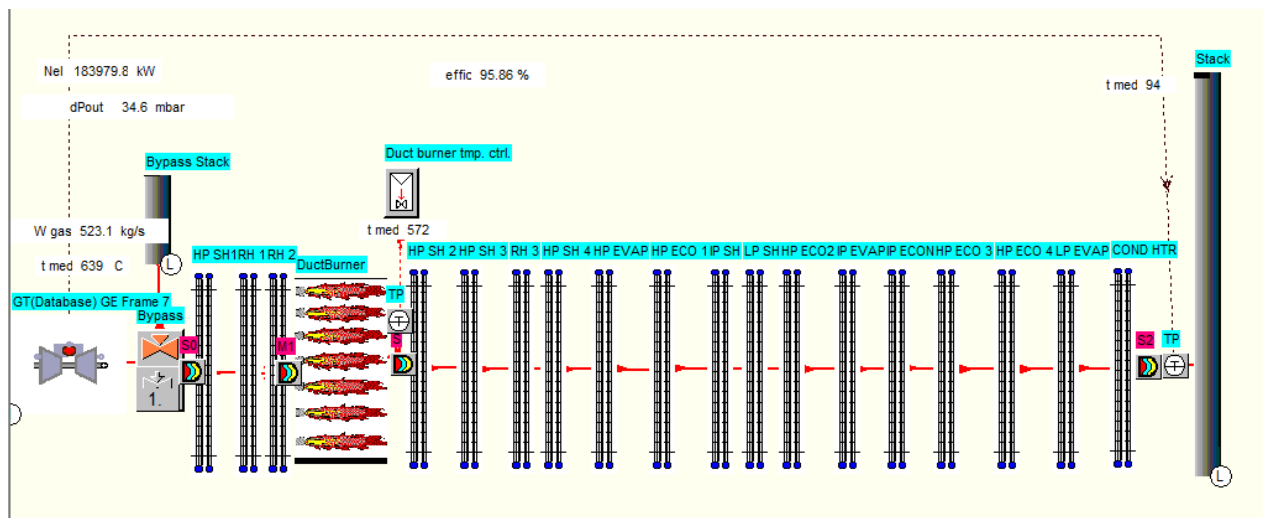 Nel 183979.8 kW
effic 95.86 %
Stack
t med 94
dPout 34.6 mbar
Bypass Stack
Duct burner tmp. ctrl.
W gas 523.1 kg/s
t med 572
t med 639 C
L
HP SH1 RH 1 RH 2
DuctBurner
HP SH 2 HP SH 3 RH 3 HP SH 4 HP EVAP HP ECO 1 IP SH LP SH HP ECO2 IP EVAP IP ECON HP ECO 3 HP ECO 4 LP EVAP COND HTR
GT(Database) GE Frame 7
Bypass
TP
T
S0
M1
S
S2
TP
T
1.
L